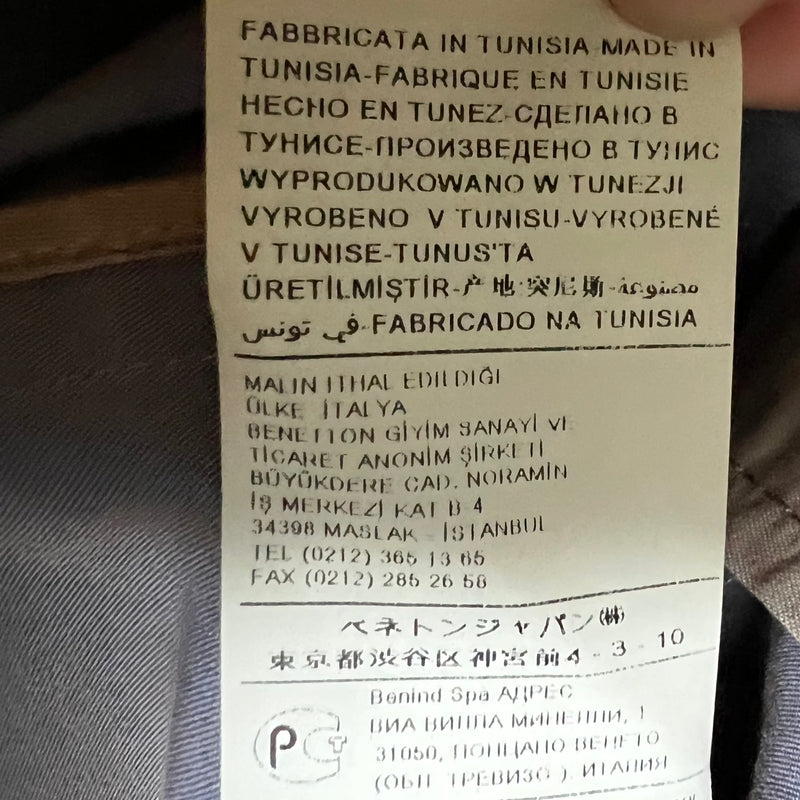 FABBRICATA IN TUNISIA-MADE IN
TUNISIA-FABRIQUE EN TUNISIE
HECHO EN TUNEZ-СДЕЛАНО В
ТУНИСЕ-ПРОИЗВЕДЕНО В ТУНИС
WYPRODUKOWANO W TUNEZJI
VYROBENO V TUNISU-VYROBENÉ
V TUNISE-TUNUS'TA
ÜRETİLMİŞTİR-产地:突尼斯-مصنوعة
في تونس-FABRICADO NA TUNISIA
MALIN ITHAL EDILDIĞI
ÜLKE İTALYA
BENETTON GİYİM SANAYİ VE
TİCARET ANONİM ŞİRKETİ
BÜYÜKDERE CAD. NORAMİN
İŞ MERKEZİ KAT B-4
34398 MASLAK - İSTANBUL
TEL (0212) 365 13 65
FAX (0212) 285 26 58
ベネトンジャパン㈱
東京都渋谷区神宮前4-3-10
Benind Spa АДРЕС
ВИА ВИЛЛА МИНЕЛЛИ, 1
31050, ПОНЦАНО ВЕНЕТО
(ОБЛ. ТРЕВИЗО ), ИТАЛИЯ